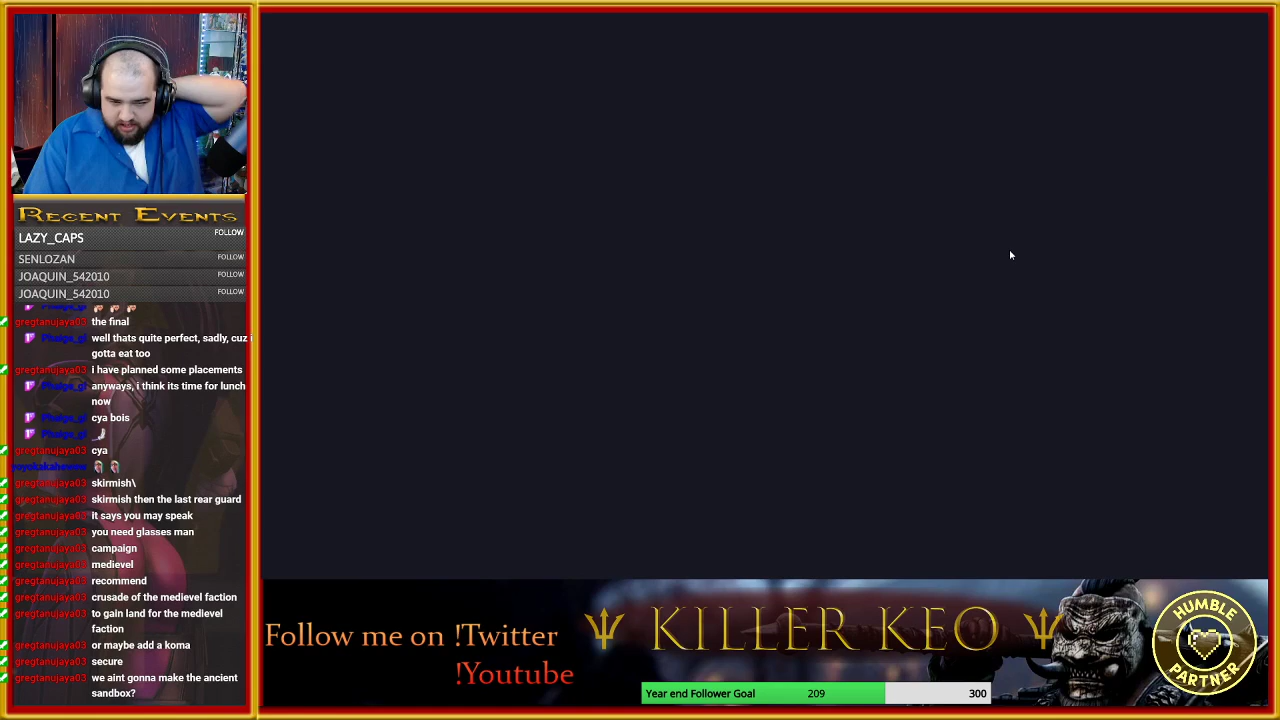 RECENT EVENTS
LAZY_CAPS FOLLOW
SENLOZAN FOLLOW
JOAQUIN_542010 FOLLOW
JOAQUIN_542010 FOLLOW
gregtanujaya03 the final
well thats quite perfect, sadly, cuz i
gotta eat too
gregtanujaya03 i have planned some placements
anyways, i think its time for lunch
now
cya bois
gregtanujaya03 cya
gregtanujaya03 skirmish\
gregtanujaya03 skirmish then the last rear guard
gregtanujaya03 it says you may speak
gregtanujaya03 you need glasses man
gregtanujaya03 campaign
gregtanujaya03 medievel
gregtanujaya03 recommend
gregtanujaya03 crusade of the medievel faction
gregtanujaya03 to gain land for the medievel
faction
gregtanujaya03 or maybe add a koma
gregtanujaya03 secure
gregtanujaya03 we aint gonna make the ancient
sandbox?
Follow me on !Twitter
!Youtube
KILLER KEO
Year end Follower Goal 209 300
HUMBLE
PARTNER